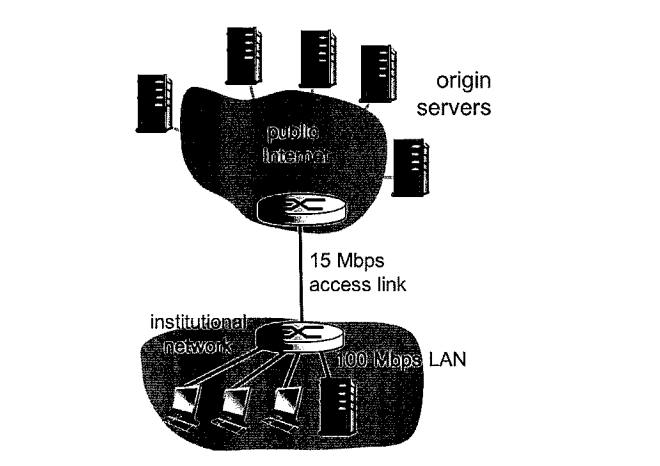 origin
servers
public
Internet
15 Mbps
access link
institutional
network
100 Mbps LAN